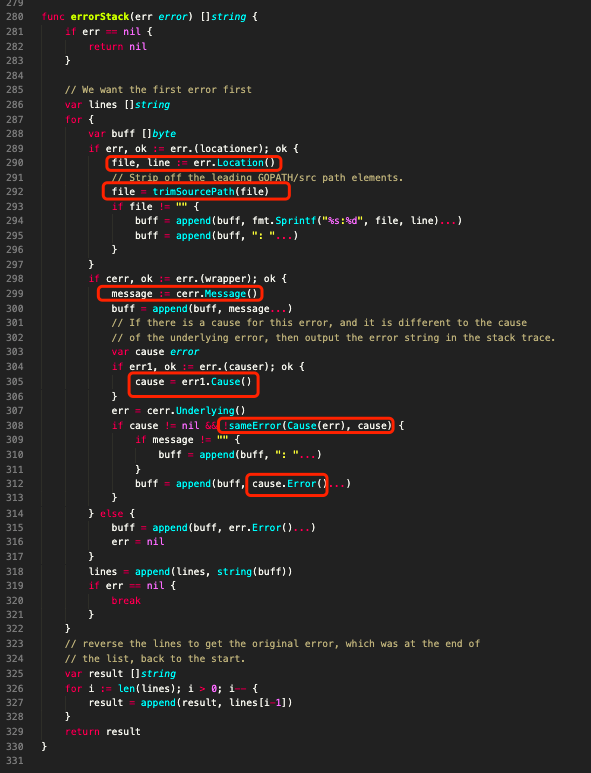 279
280 func errorStack(err error) []string {
281     if err == nil {
282         return nil
283     }
284
285     // We want the first error first
286     var lines []string
287     for {
288         var buff []byte
289         if err, ok := err.(locationer); ok {
290             file, line := err.Location()
291             // Strip off the leading GOPATH/src path elements.
292             file = trimSourcePath(file)
293             if file != "" {
294                 buff = append(buff, fmt.Sprintf("%s:%d", file, line)...)
295                 buff = append(buff, ": "...)
296             }
297         }
298         if cerr, ok := err.(wrapper); ok {
299             message := cerr.Message()
300             buff = append(buff, message...)
301             // If there is a cause for this error, and it is different to the cause
302             // of the underlying error, then output the error string in the stack trace.
303             var cause error
304             if err1, ok := err.(causer); ok {
305                 cause = err1.Cause()
306             }
307             err = cerr.Underlying()
308             if cause != nil && !sameError(Cause(err), cause) {
309                 if message != "" {
310                     buff = append(buff, ": "...)
311                 }
312                 buff = append(buff, cause.Error()...)
313             }
314         } else {
315             buff = append(buff, err.Error()...)
316             err = nil
317         }
318         lines = append(lines, string(buff))
319         if err == nil {
320             break
321         }
322     }
323     // reverse the lines to get the original error, which was at the end of
324     // the list, back to the start.
325     var result []string
326     for i := len(lines); i > 0; i-- {
327         result = append(result, lines[i-1])
328     }
329     return result
330 }
331